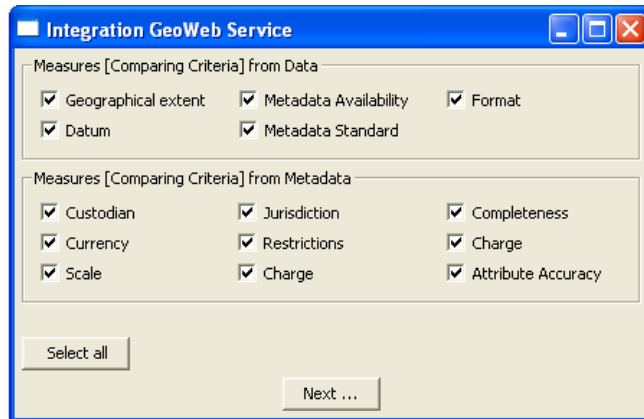 Integration GeoWeb Service
Measures [Comparing Criteria] from Data
Geographical extent Metadata Availability Format
Datum Metadata Standard
Measures [Comparing Criteria] from Metadata
Custodian Jurisdiction Completeness
Currency Restrictions Charge
Scale Charge Attribute Accuracy
Select all
Next ...